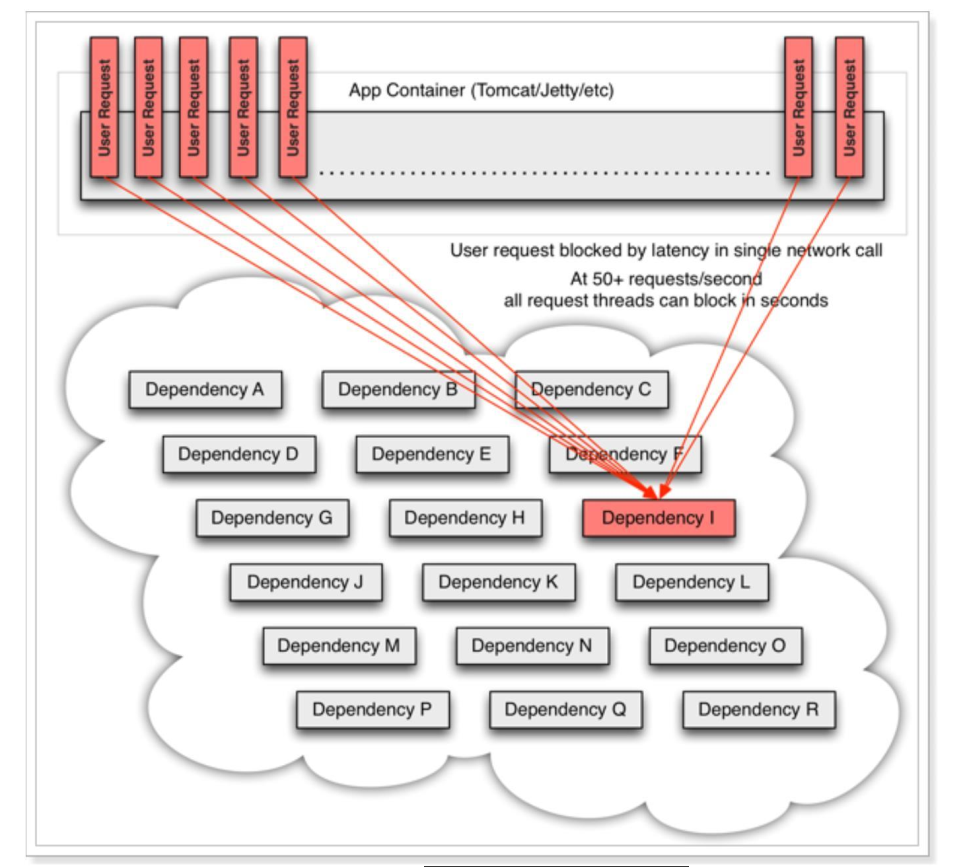 User Request
User Request
User Request
User Request
User Request
User Request
User Request
App Container (Tomcat/Jetty/etc)
User request blocked by latency in single network call
At 50+ requests/second
all request threads can block in seconds
Dependency A
Dependency B
Dependency C
Dependency D
Dependency E
Dependency F
Dependency G
Dependency H
Dependency I
Dependency J
Dependency K
Dependency L
Dependency M
Dependency N
Dependency O
Dependency P
Dependency Q
Dependency R